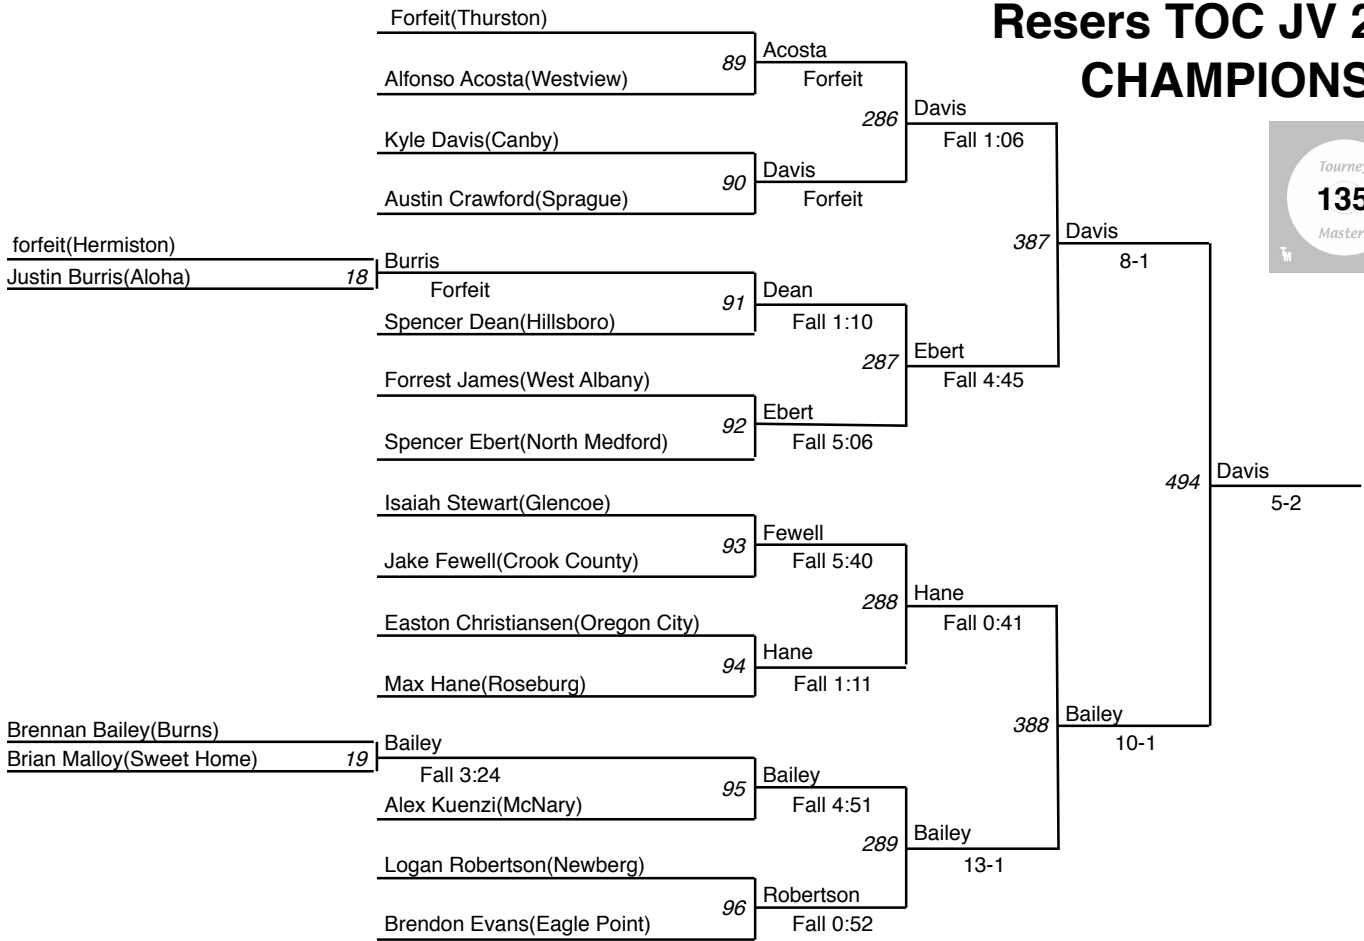 Forfeit(Thurston)
Resers TOC JV 2
CHAMPIONS
89
Acosta
Alfonso Acosta(Westview)
Forfeit
286
Davis
Fall 1:06
Kyle Davis(Canby)
90
Davis
Austin Crawford(Sprague)
Forfeit
Tourney
135
Master
TM
387
Davis
8-1
forfeit(Hermiston)
Justin Burris(Aloha)
18
Burris
Forfeit
91
Dean
Spencer Dean(Hillsboro)
Fall 1:10
287
Ebert
Fall 4:45
Forrest James(West Albany)
92
Ebert
Spencer Ebert(North Medford)
Fall 5:06
494
Davis
5-2
Isaiah Stewart(Glencoe)
93
Fewell
Jake Fewell(Crook County)
Fall 5:40
288
Hane
Fall 0:41
Easton Christiansen(Oregon City)
94
Hane
Max Hane(Roseburg)
Fall 1:11
388
Bailey
10-1
Brennan Bailey(Burns)
Brian Malloy(Sweet Home)
19
Bailey
Fall 3:24
95
Bailey
Alex Kuenzi(McNary)
Fall 4:51
289
Bailey
13-1
Logan Robertson(Newberg)
96
Robertson
Brendon Evans(Eagle Point)
Fall 0:52